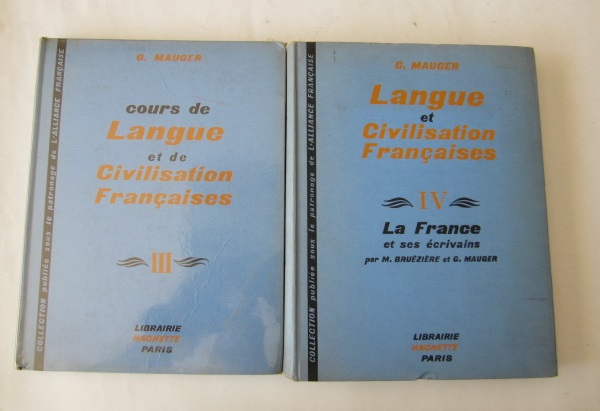 COLLECTION publiée sous le patronage de L'ALLIANCE FRANÇAISE
G. MAUGER
cours de
Langue
et de
Civilisation
Françaises
III
LIBRAIRIE
HACHETTE
PARIS
COLLECTION publiée sous le patronage de L'ALLIANCE FRANÇAISE
G. MAUGER
Langue
et
Civilisation
Françaises
IV
La France
et ses écrivains
par M. BRUÉZIÈRE et G. MAUGER
LIBRAIRIE
HACHETTE
PARIS